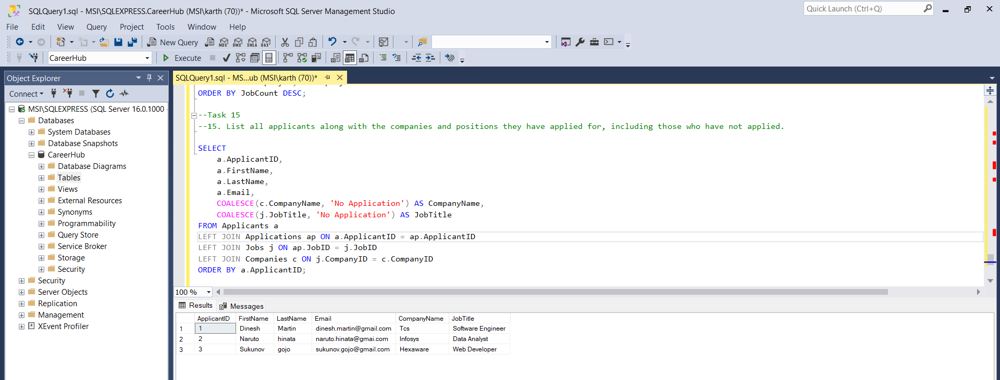 SQLQuery1.sql - MSI\SQLEXPRESS.CareerHub (MSI\karth (70))* - Microsoft SQL Server Management Studio
Quick Launch (Ctrl+Q)
File Edit View Query Project Tools Window Help
New Query MDX DMX XMLA DAX
CareerHub Execute
Object Explorer
Connect
MSI\SQLEXPRESS (SQL Server 16.0.1000 -
Databases
System Databases
Database Snapshots
CareerHub
Database Diagrams
Tables
Views
External Resources
Synonyms
Programmability
Query Store
Service Broker
Storage
Security
Security
Server Objects
Replication
Management
XEvent Profiler
SQLQuery1.sql - MS...ub (MSI\karth (70))*
ORDER BY JobCount DESC;
--Task 15
--15. List all applicants along with the companies and positions they have applied for, including those who have not applied.
SELECT
a.ApplicantID,
a.FirstName,
a.LastName,
a.Email,
COALESCE(c.CompanyName, 'No Application') AS CompanyName,
COALESCE(j.JobTitle, 'No Application') AS JobTitle
FROM Applicants a
LEFT JOIN Applications ap ON a.ApplicantID = ap.ApplicantID
LEFT JOIN Jobs j ON ap.JobID = j.JobID
LEFT JOIN Companies c ON j.CompanyID = c.CompanyID
ORDER BY a.ApplicantID;
100 %
Results Messages
ApplicantID FirstName LastName Email CompanyName JobTitle
1 1 Dinesh Martin dinesh.martin@gmail.com Tcs Software Engineer
2 2 Naruto hinata naruto.hinata@gmai.com Infosys Data Analyst
3 3 Sukunov gojo sukunov.gojo@gmail.com Hexaware Web Developer